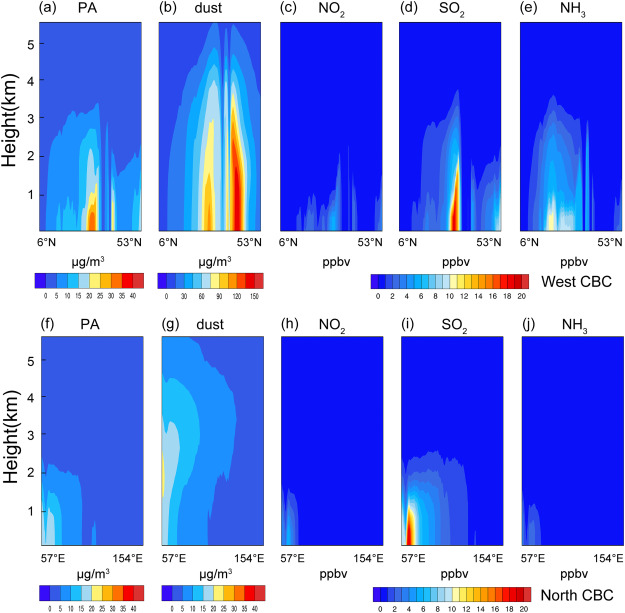 (a) PA (b) dust (c) NO2 (d) SO2 (e) NH3
Height(km)
5
4
3
2
1
6°N 53°N 6°N 53°N 6°N 53°N 6°N 53°N 6°N 53°N
µg/m³ µg/m³ ppbv ppbv ppbv
0 5 10 15 20 25 30 35 40 0 30 60 90 120 150 0 2 4 6 8 10 12 14 16 18 20 West CBC
(f) PA (g) dust (h) NO2 (i) SO2 (j) NH3
Height(km)
5
4
3
2
1
57°E 154°E 57°E 154°E 57°E 154°E 57°E 154°E 57°E 154°E
µg/m³ µg/m³ ppbv ppbv ppbv
0 5 10 15 20 25 30 35 40 0 5 10 15 20 25 30 35 40 0 2 4 6 8 10 12 14 16 18 20 North CBC